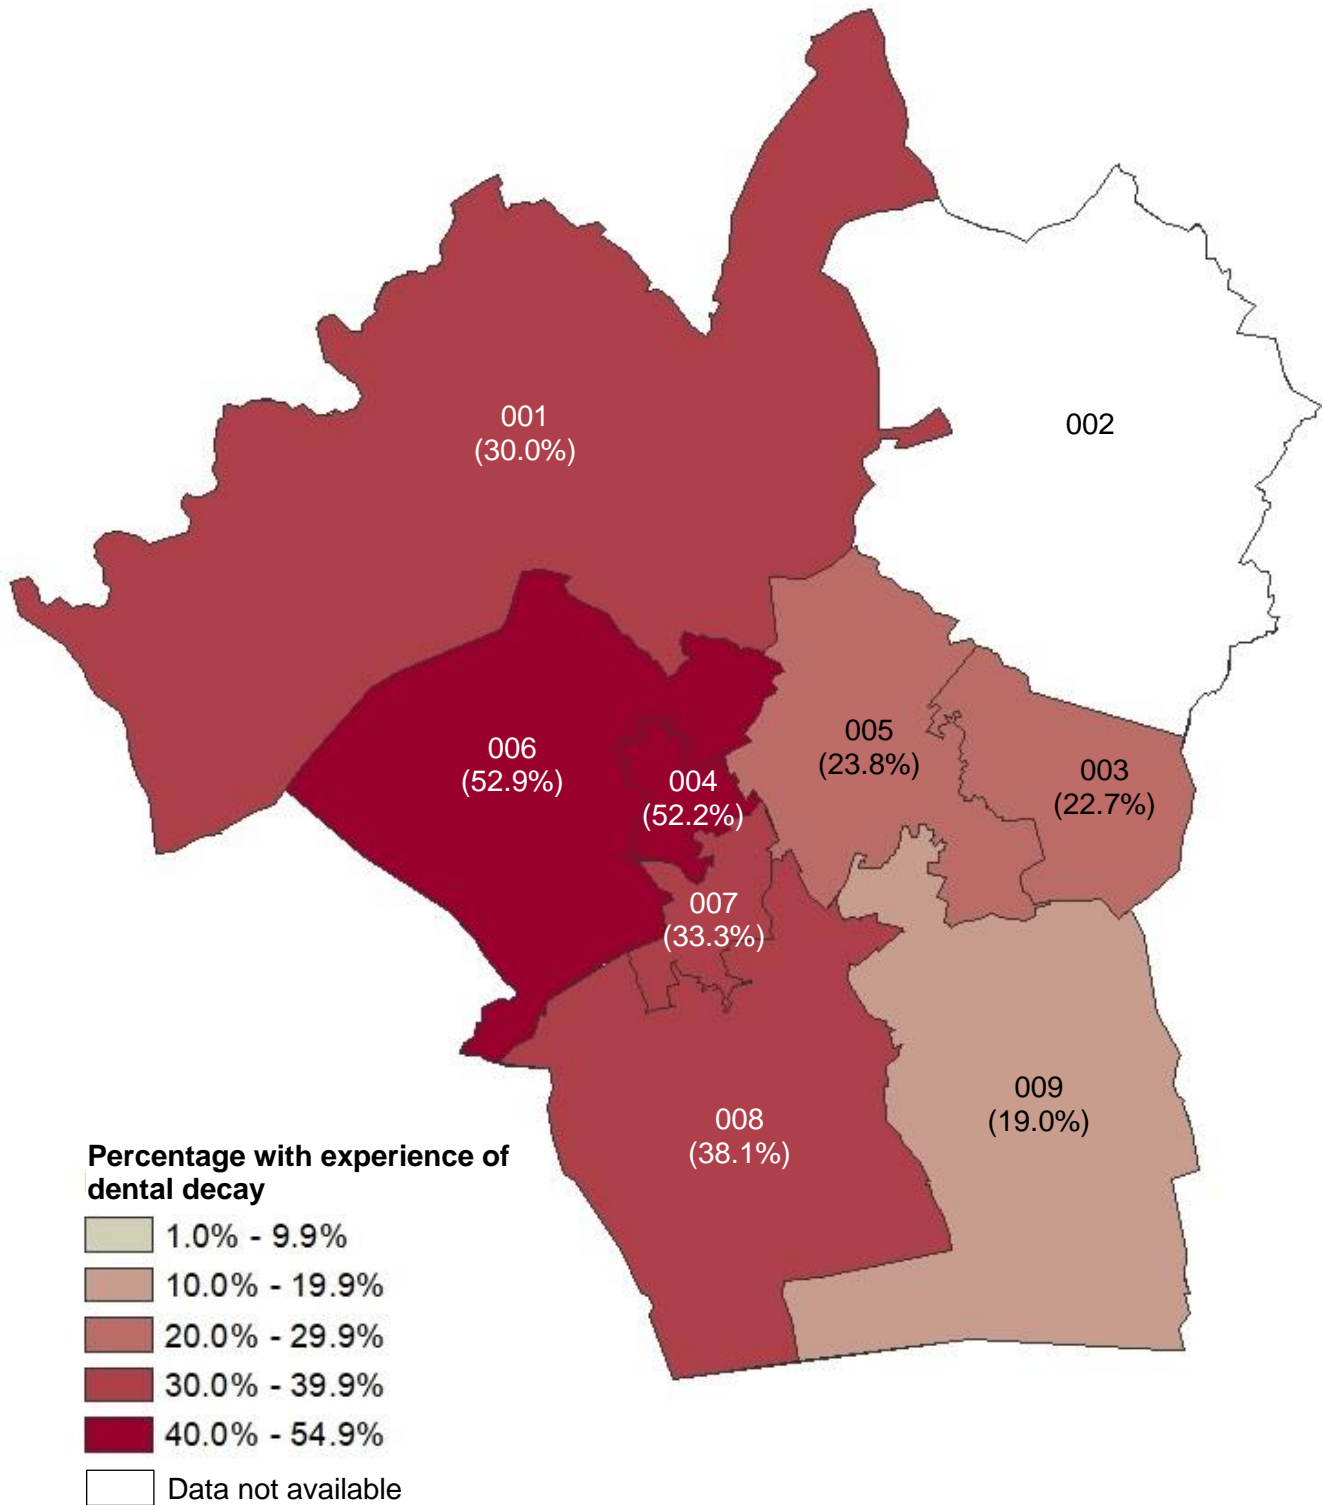 001
(30.0%)
002
005
(23.8%)
006
(52.9%)
003
(22.7%)
004
(52.2%)
007
(33.3%)
009
(19.0%)
008
(38.1%)
Percentage with experience of
dental decay
1.0% - 9.9%
10.0% - 19.9%
20.0% - 29.9%
30.0% - 39.9%
40.0% - 54.9%
Data not available